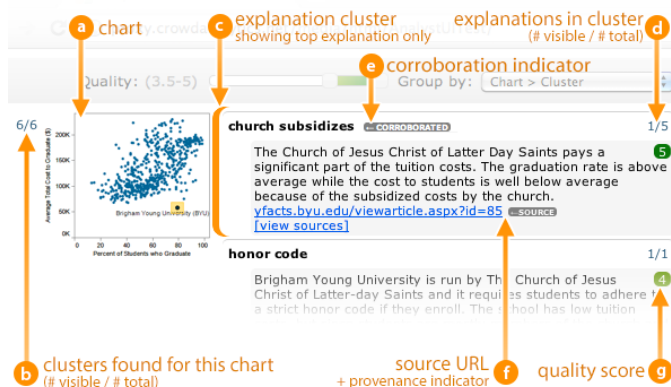 a chart
c explanation cluster
showing top explanation only
explanations in cluster d
(# visible / # total)
e corroboration indicator
Quality: (3.5-5)
Group by: Chart > Cluster
6/6
Average Total Cost to Graduate ($)
200K
150K
100K
50K
0K
Brigham Young University (BYU)
0 20 40 60 80 100
Percent of Students who Graduate
church subsidizes ←CORROBORATED 1/5
The Church of Jesus Christ of Latter Day Saints pays a 5
significant part of the tuition costs. The graduation rate is above
average while the cost to students is well below average
because of the subsidized costs by the church.
yfacts.byu.edu/viewarticle.aspx?id=85 ←SOURCE
[view sources]
honor code 1/1
Brigham Young University is run by The Church of Jesus 4
Christ of Latter-day Saints and it requires students to adhere t
a strict honor code if they enroll. The school has low tuition
b clusters found for this chart
(# visible / # total)
source URL f
+ provenance indicator
quality score g